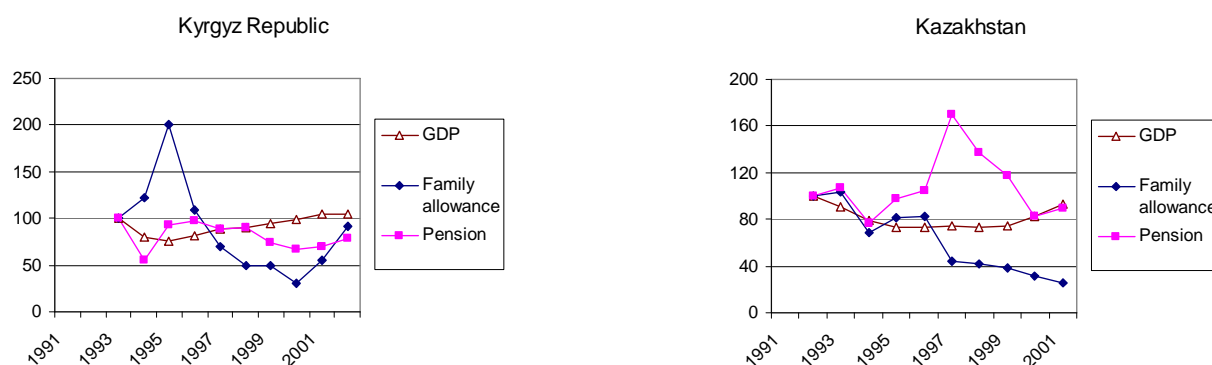 Kyrgyz Republic
250
200
150
100
50
0
1991
1993
1995
1997
1999
2001
GDP
Family
allowance
Pension
Kazakhstan
200
160
120
80
40
0
1991
1993
1995
1997
1999
2001
GDP
Family
allowance
Pension